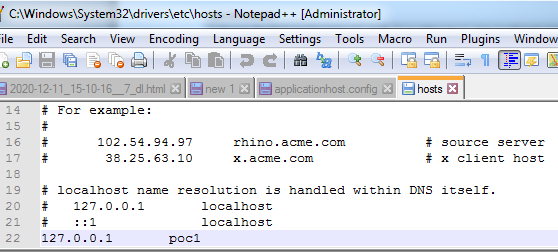 C:\Windows\System32\drivers\etc\hosts - Notepad++ [Administrator]
File Edit Search View Encoding Language Settings Tools Macro Run Plugins Window
2020-12-11_15-10-16__7_dl.html new 1 applicationhost.config hosts
14 # For example:
15 #
16 # 102.54.94.97 rhino.acme.com # source server
17 # 38.25.63.10 x.acme.com # x client host
18
19 # localhost name resolution is handled within DNS itself.
20 # 127.0.0.1 localhost
21 # ::1 localhost
22 127.0.0.1 poc1